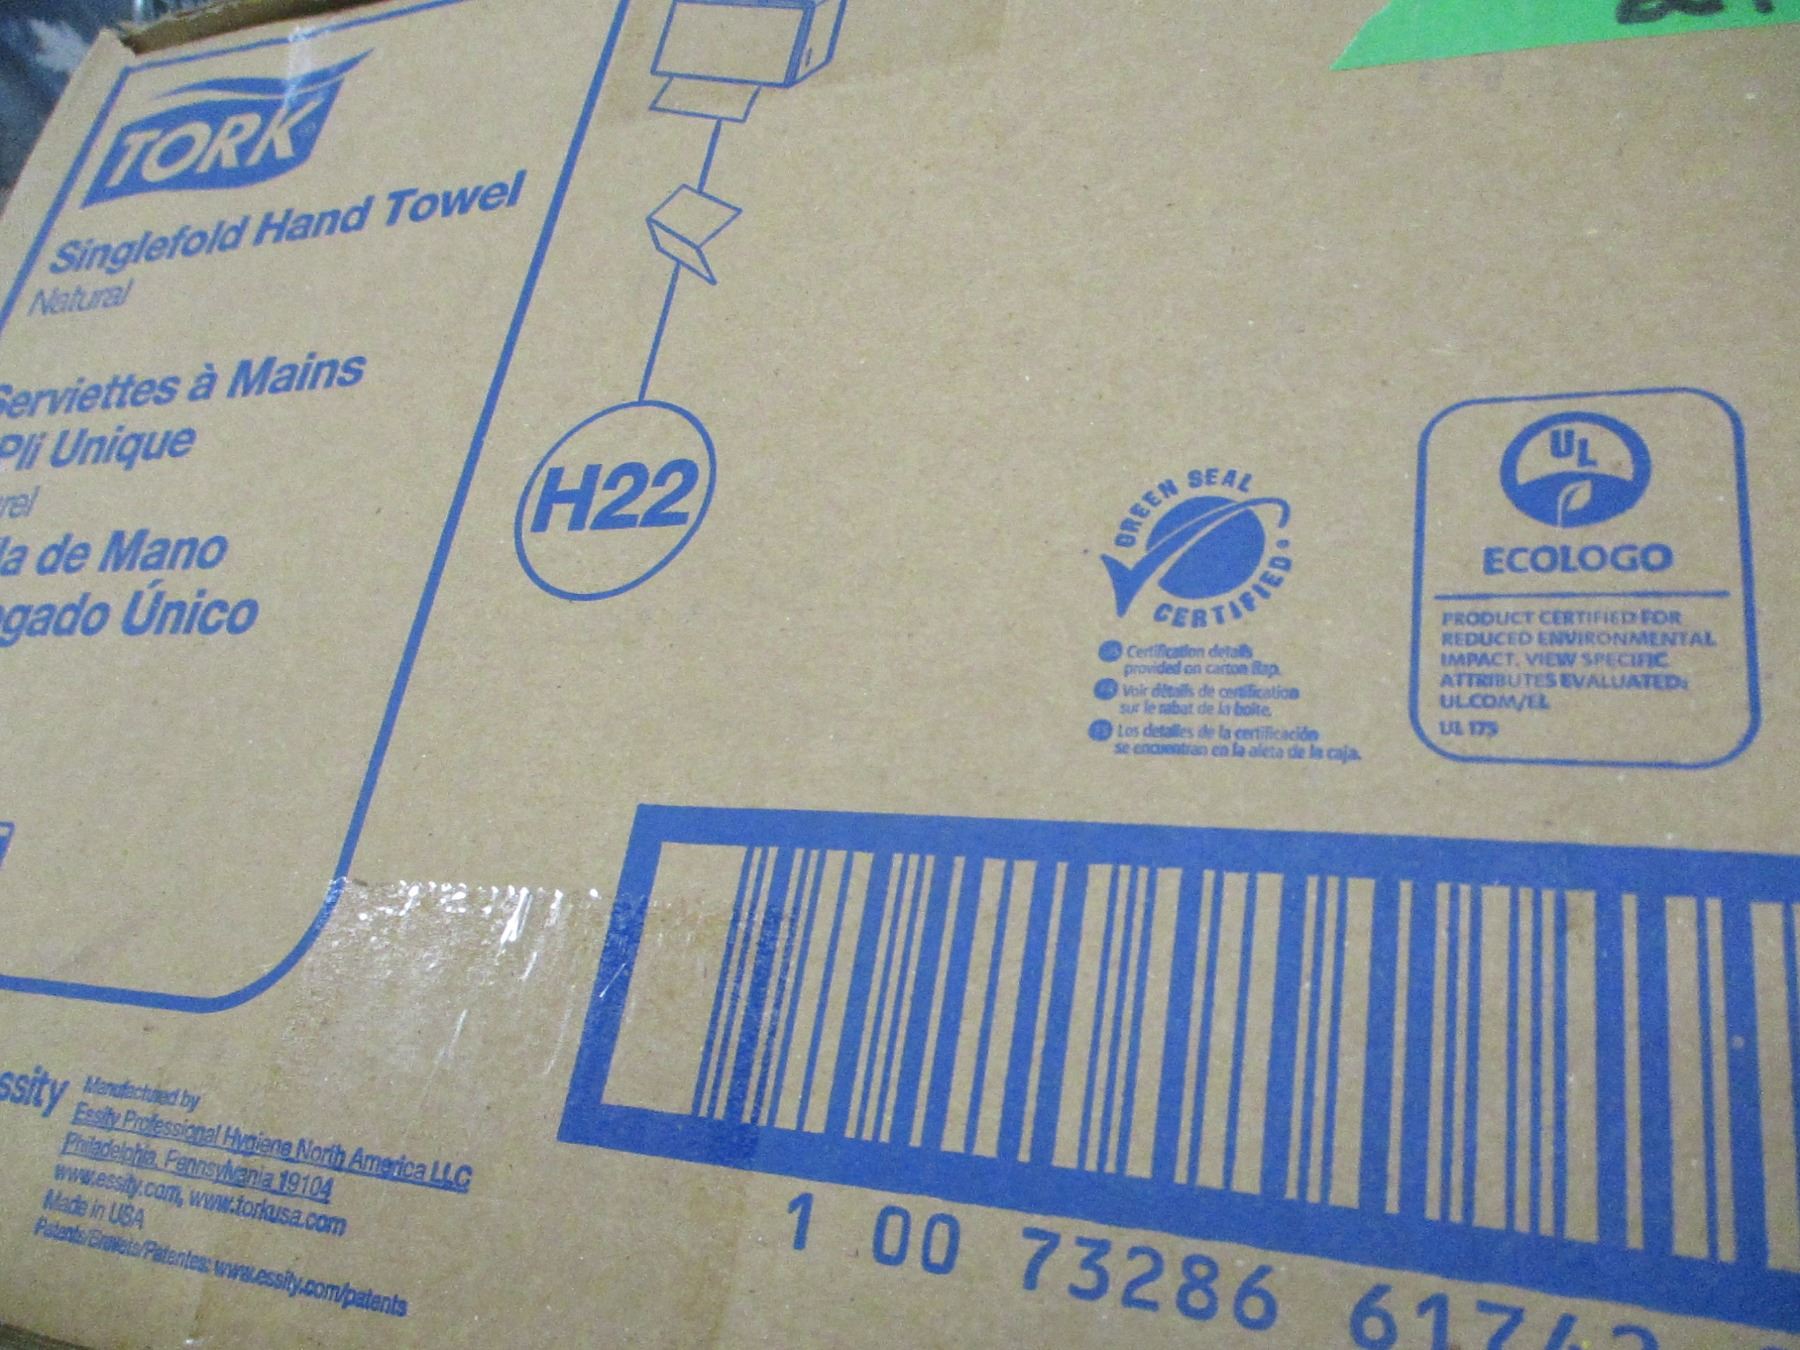 TORK
Singlefold Hand Towel
Natural
Serviettes à Mains
Pli Unique
de Mano
Único
H22
GREEN SEAL
CERTIFIED
Certification details
provided on carton flap.
Voir détails de certification
sur le rabat de la boîte.
Los detalles de la certificación
se encuentran en la aleta de la caja.
UL
ECOLOGO
PRODUCT CERTIFIED FOR
REDUCED ENVIRONMENTAL
IMPACT. VIEW SPECIFIC
ATTRIBUTES EVALUATED:
UL.COM/EL
UL 175
Manufactured by
Essity Professional Hygiene North America LLC
Philadelphia, Pennsylvania 19104
www.essity.com, www.torkusa.com
Made in USA
Patents/Brevets/Patentes: www.essity.com/patents
1 00 73286 6174